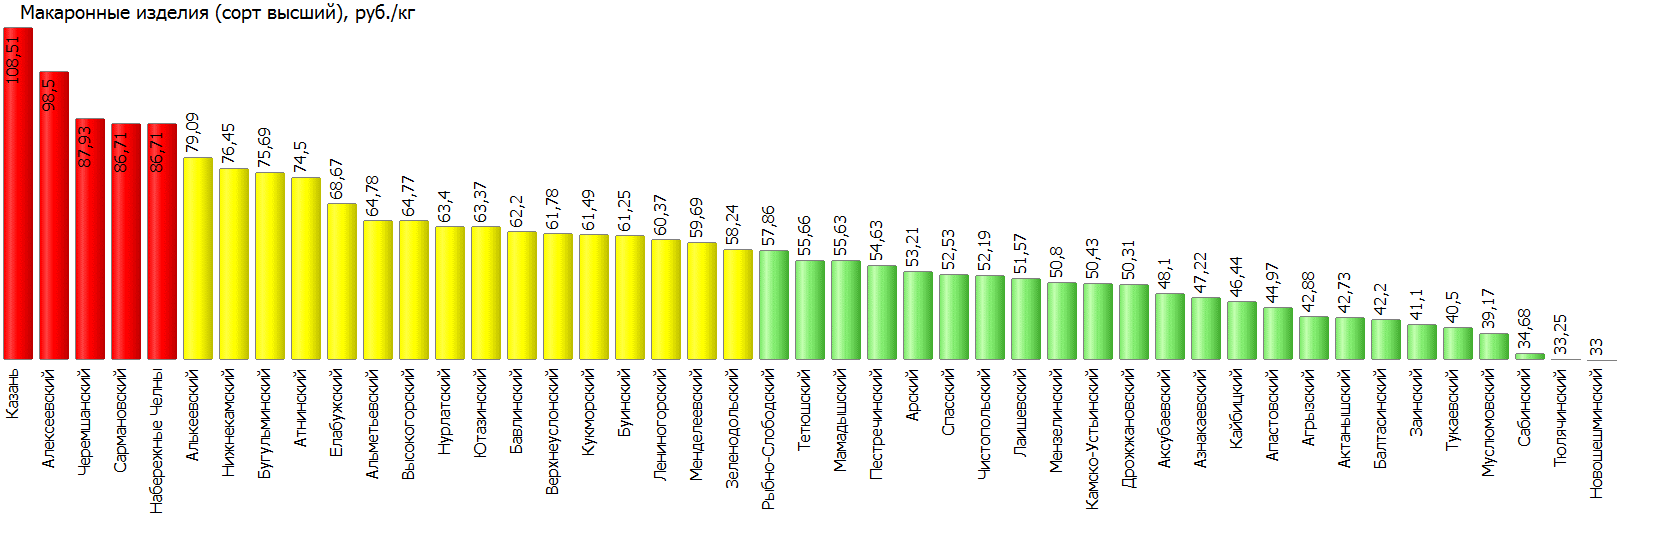 Макаронные изделия (сорт высший), руб./кг
108,51
98,5
87,93
86,71
86,71
79,09
76,45
75,69
74,5
68,67
64,78
64,77
63,4
63,37
62,2
61,78
61,49
61,25
60,37
59,69
58,24
57,86
55,66
55,63
54,63
53,21
52,53
52,19
51,57
50,8
50,43
50,31
48,1
47,22
46,44
44,97
42,88
42,73
42,2
41,1
40,5
39,17
34,68
33,25
33
Казань
Алексеевский
Черемшанский
Сармановский
Набережные Челны
Алькеевский
Нижнекамский
Бугульминский
Атнинский
Елабужский
Альметьевский
Высокогорский
Нурлатский
Ютазинский
Бавлинский
Верхнеуслонский
Кукморский
Буинский
Лениногорский
Менделеевский
Зеленодольский
Рыбно-Слободский
Тетюшский
Мамадышский
Пестречинский
Арский
Спасский
Чистопольский
Лаишевский
Мензелинский
Камско-Устьинский
Дрожжановский
Аксубаевский
Азнакаевский
Кайбицкий
Апастовский
Агрызский
Актанышский
Балтасинский
Заинский
Тукаевский
Муслюмовский
Сабинский
Тюлячинский
Новошешминский